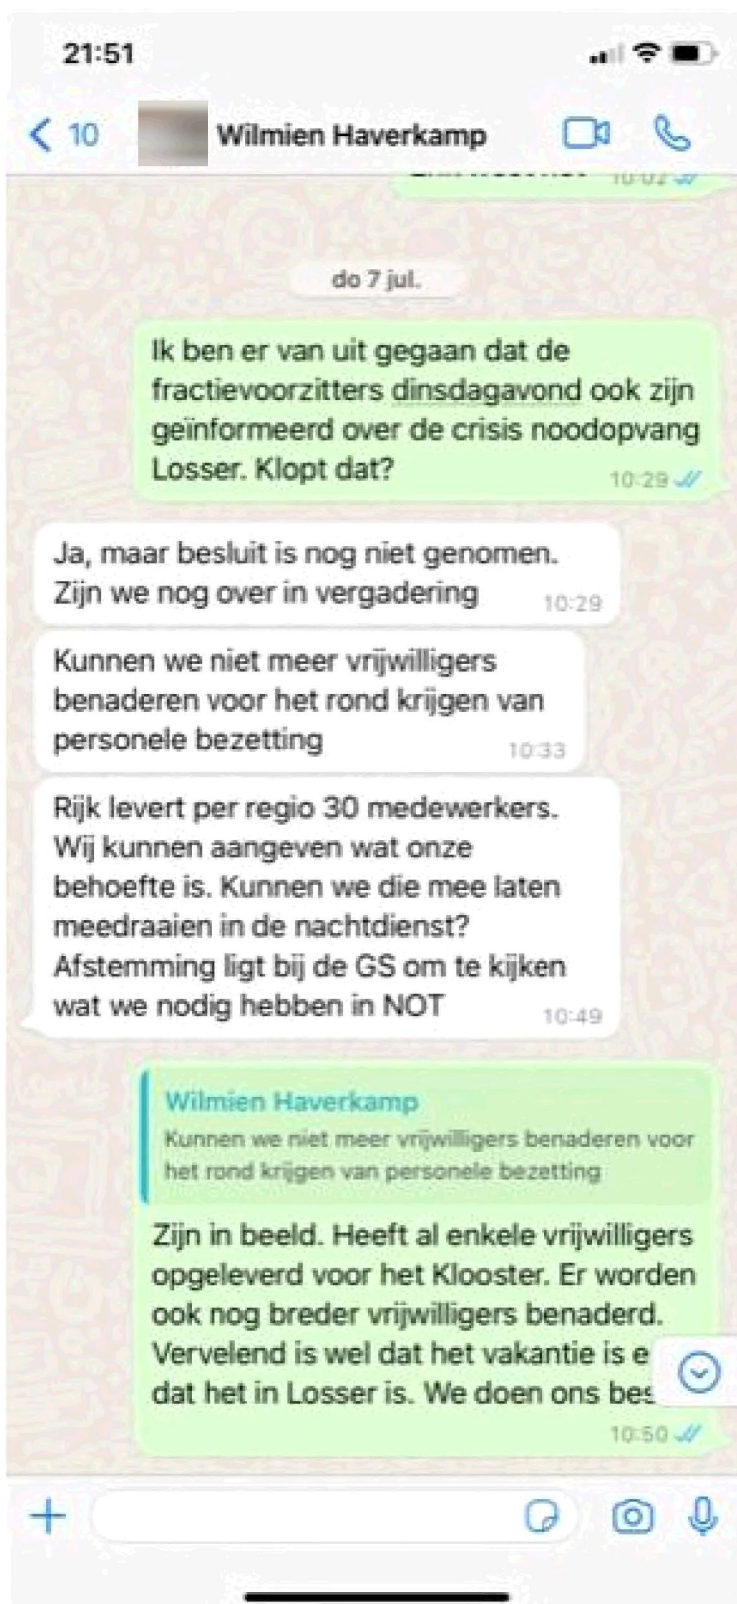 21:51
10
Wilmien Haverkamp
10:02
do 7 jul.
Ik ben er van uit gegaan dat de
fractievoorzitters dinsdagavond ook zijn
geïnformeerd over de crisis noodopvang
Losser. Klopt dat?
10:29
Ja, maar besluit is nog niet genomen.
Zijn we nog over in vergadering
10:29
Kunnen we niet meer vrijwilligers
benaderen voor het rond krijgen van
personele bezetting
10:33
Rijk levert per regio 30 medewerkers.
Wij kunnen aangeven wat onze
behoefte is. Kunnen we die mee laten
meedraaien in de nachtdienst?
Afstemming ligt bij de GS om te kijken
wat we nodig hebben in NOT
10:49
Wilmien Haverkamp
Kunnen we niet meer vrijwilligers benaderen voor
het rond krijgen van personele bezetting
Zijn in beeld. Heeft al enkele vrijwilligers
opgeleverd voor het Klooster. Er worden
ook nog breder vrijwilligers benaderd.
Vervelend is wel dat het vakantie is e
dat het in Losser is. We doen ons bes
10:50